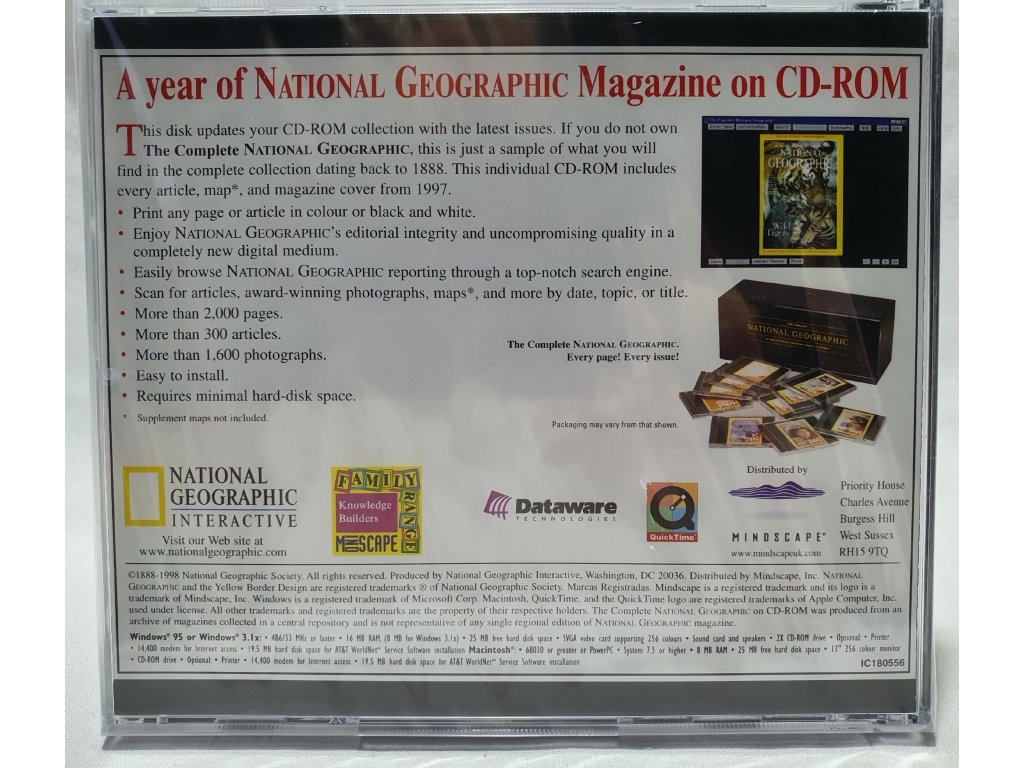 A year of NATIONAL GEOGRAPHIC Magazine on CD-ROM
This disk updates your CD-ROM collection with the latest issues. If you do not own
The Complete NATIONAL GEOGRAPHIC, this is just a sample of what you will
find in the complete collection dating back to 1888. This individual CD-ROM includes
every article, map*, and magazine cover from 1997.
• Print any page or article in colour or black and white.
• Enjoy NATIONAL GEOGRAPHIC's editorial integrity and uncompromising quality in a
completely new digital medium.
• Easily browse NATIONAL GEOGRAPHIC reporting through a top-notch search engine.
• Scan for articles, award-winning photographs, maps*, and more by date, topic, or title.
• More than 2,000 pages.
• More than 300 articles.
• More than 1,600 photographs.
• Easy to install.
• Requires minimal hard-disk space.
* Supplement maps not included.
NATIONAL
GEOGRAPHIC
Wild
Tigers
The Complete NATIONAL GEOGRAPHIC.
Every page! Every issue!
NATIONAL GEOGRAPHIC
Packaging may vary from that shown.
NATIONAL
GEOGRAPHIC
INTERACTIVE
Visit our Web site at
www.nationalgeographic.com
FAMILY
RANGE
Knowledge
Builders
MINDSCAPE
Dataware
TECHNOLOGIES
QuickTime™
Distributed by
MINDSCAPE®
www.mindscapeuk.com
Priority House
Charles Avenue
Burgess Hill
West Sussex
RH15 9TQ
©1888-1998 National Geographic Society. All rights reserved. Produced by National Geographic Interactive, Washington, DC 20036. Distributed by Mindscape, Inc. NATIONAL
GEOGRAPHIC and the Yellow Border Design are registered trademarks ® of National Geographic Society. Marcas Registradas. Mindscape is a registered trademark and its logo is a
trademark of Mindscape, Inc. Windows is a registered trademark of Microsoft Corp. Macintosh, QuickTime, and the QuickTime logo are registered trademarks of Apple Computer, Inc.
used under license. All other trademarks and registered trademarks are the property of their respective holders. The Complete NATIONAL GEOGRAPHIC on CD-ROM was produced from an
archive of magazines collected in a central repository and is not representative of any single regional edition of NATIONAL GEOGRAPHIC magazine.
Windows® 95 or Windows® 3.1x: • 486/33 MHz or faster • 16 MB RAM, (8 MB for Windows 3.1x) • 25 MB free hard disk space • SVGA video card supporting 256 colours • Sound card and speakers • 2X CD-ROM drive • Optional: • Printer
• 14,400 modem for Internet access • 19.5 MB hard disk space for AT&T WorldNet℠ Service Software installation Macintosh®: • 68030 or greater or PowerPC • System 7.5 or higher • 8 MB RAM • 25 MB free hard disk space • 13" 256 colour monitor
• CD-ROM drive • Optional: • Printer • 14,400 modem for Internet access • 19.5 MB hard disk space for AT&T WorldNet℠ Service Software installation
IC180556